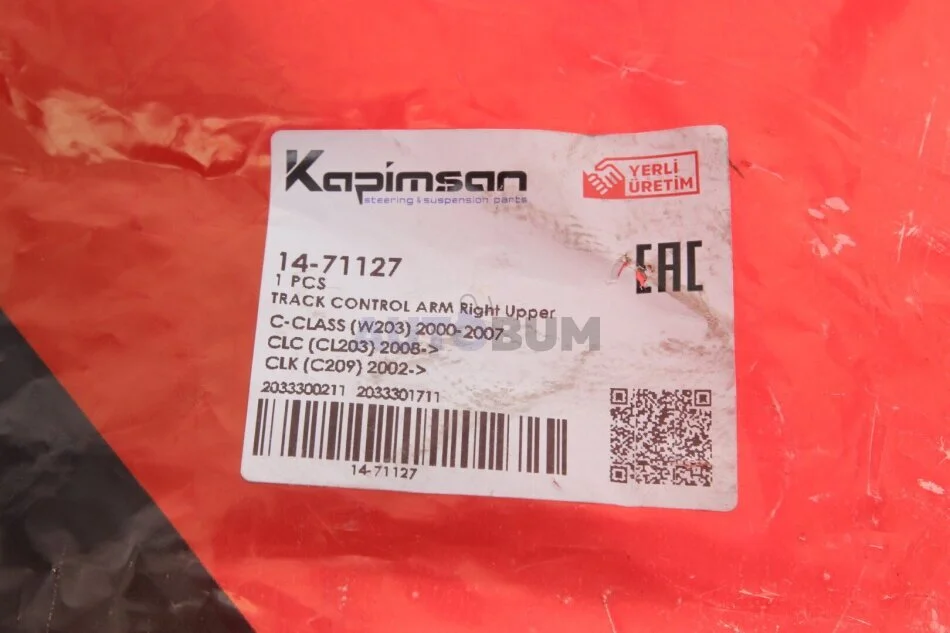 Kapimsan
steering & suspension parts
YERLİ
ÜRETİM
14-71127
1 PCS
TRACK CONTROL ARM Right Upper
C-CLASS (W203) 2000-2007
CLC (CL203) 2008->
CLK (C209) 2002->
2033300211 2033301711
14-71127
EAC
AUTOBUM